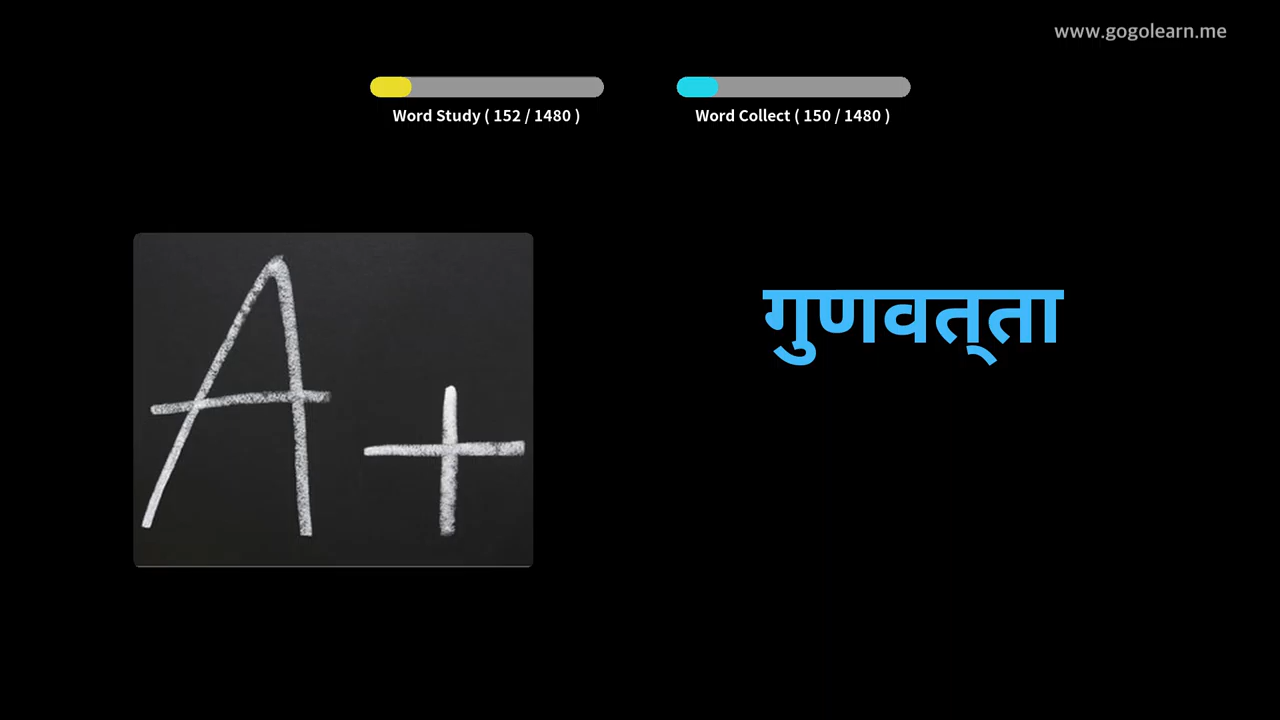 www.gogolearn.me
Word Study ( 152 / 1480 )
Word Collect ( 150 / 1480 )
A+
गुणवत्‌ता